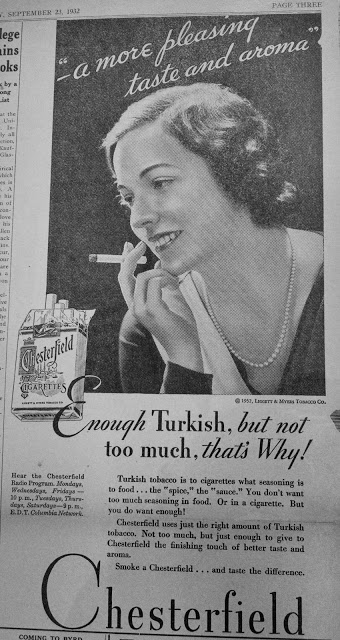 SEPTEMBER 23, 1932
PAGE THREE
"—a more pleasing
taste and aroma"
Chesterfield
CIGARETTES
LIGGETT & MYERS TOBACCO CO.
© 1932, LIGGETT & MYERS TOBACCO CO.
Enough Turkish, but not
too much, that's Why!
Hear the Chesterfield
Radio Program. Mondays,
Wednesdays, Fridays—
10 p. m., Tuesdays, Thurs-
days, Saturdays—9 p. m.,
E.D.T. Columbia Network.
Turkish tobacco is to cigarettes what seasoning is
to food . . . the "spice," the "sauce." You don't want
too much seasoning in food. Or in a cigarette. But
you do want enough!
Chesterfield uses just the right amount of Turkish
tobacco. Not too much, but just enough to give to
Chesterfield the finishing touch of better taste and
aroma.
Smoke a Chesterfield . . . and taste the difference.
Chesterfield
COMING TO BYRD